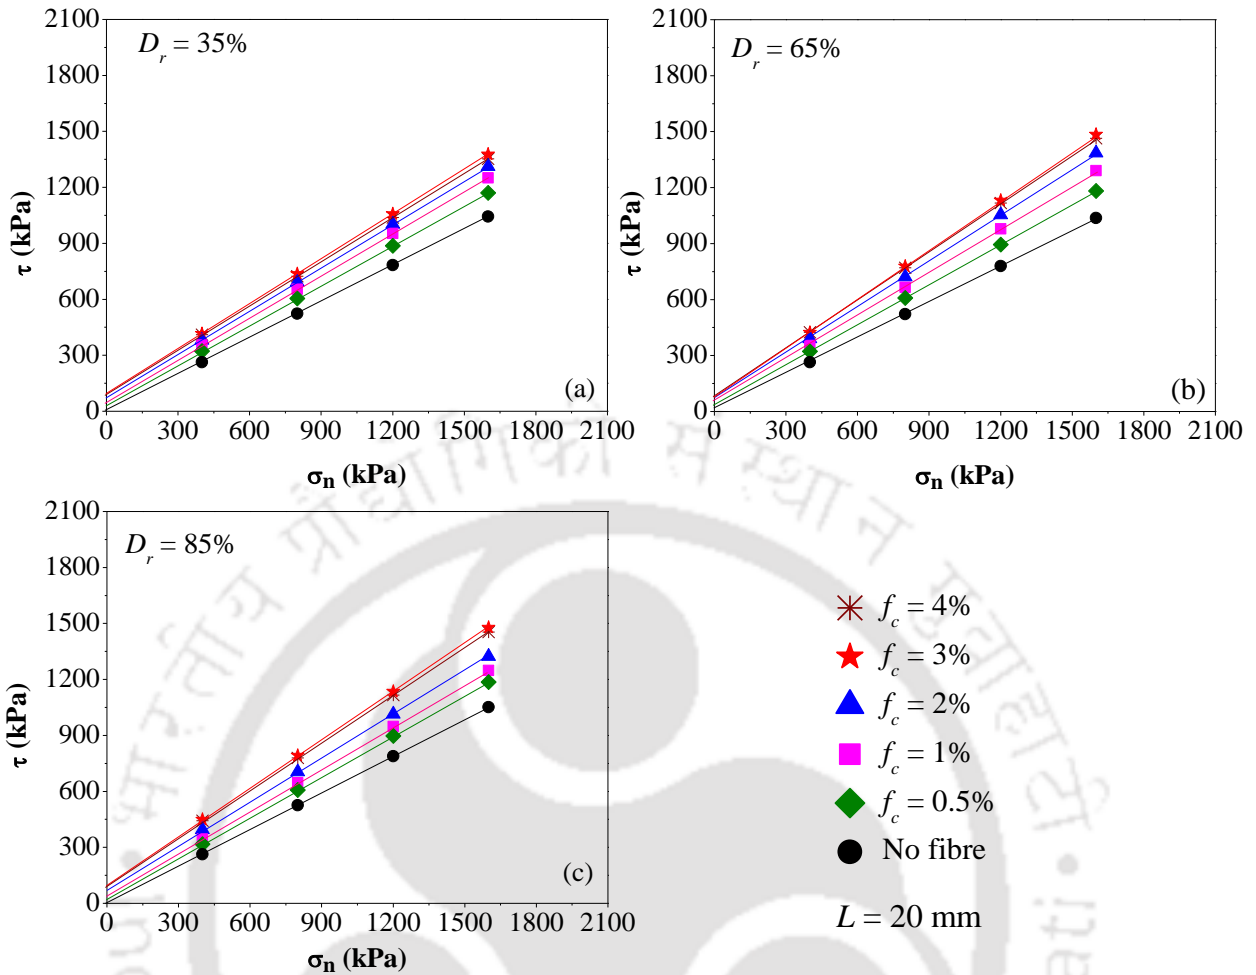 2100
1800
1500
1200
900
600
300
0
τ (kPa)
D_r = 35%
(a)
0 300 600 900 1200 1500 1800 2100
σn (kPa)
2100
1800
1500
1200
900
600
300
0
τ (kPa)
D_r = 65%
(b)
0 300 600 900 1200 1500 1800 2100
σn (kPa)
2100
1800
1500
1200
900
600
300
0
τ (kPa)
D_r = 85%
(c)
0 300 600 900 1200 1500 1800 2100
σn (kPa)
f_c = 4%
f_c = 3%
f_c = 2%
f_c = 1%
f_c = 0.5%
No fibre
L = 20 mm